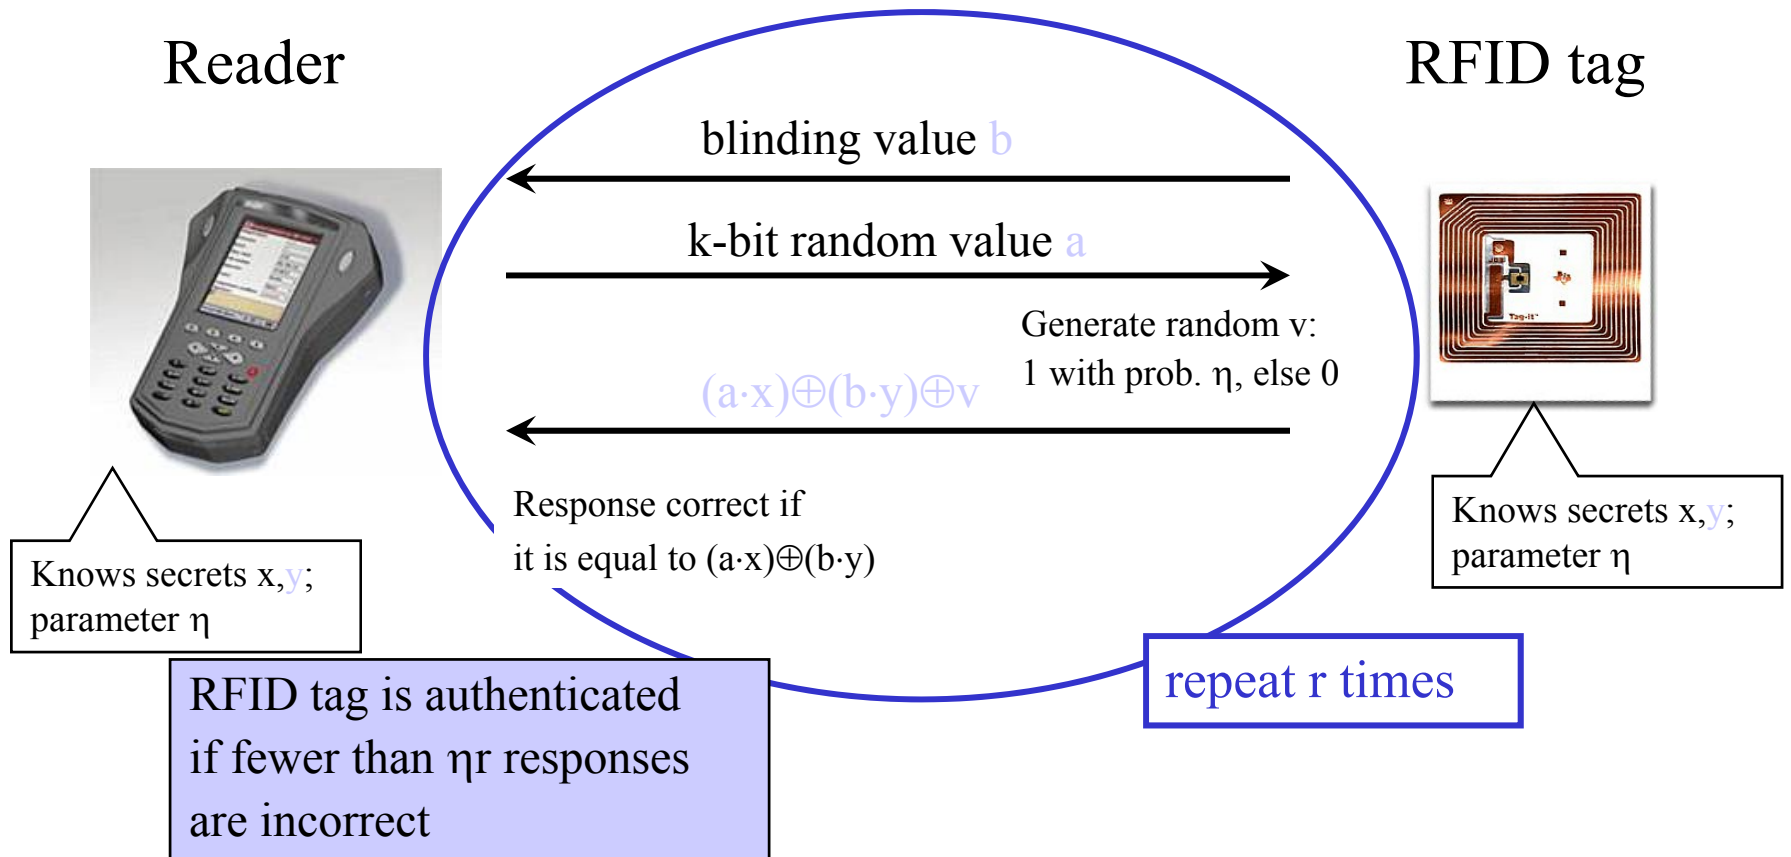 Reader
RFID tag
blinding value b
k-bit random value a
Generate random v:
1 with prob. η, else 0
(a·x)⊕(b·y)⊕v
Response correct if
it is equal to (a·x)⊕(b·y)
Knows secrets x,y;
parameter η
Knows secrets x,y;
parameter η
repeat r times
RFID tag is authenticated
if fewer than ηr responses
are incorrect
Tag-it™